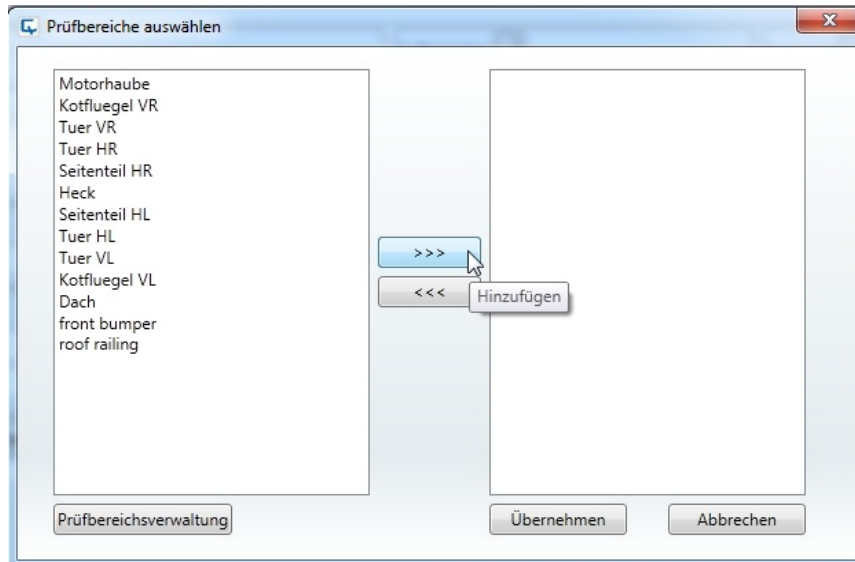 Prüfbereiche auswählen
Motorhaube
Kotfluegel VR
Tuer VR
Tuer HR
Seitenteil HR
Heck
Seitenteil HL
Tuer HL
Tuer VL
Kotfluegel VL
Dach
front bumper
roof railing
>>>
<<<
Hinzufügen
Prüfbereichsverwaltung
Übernehmen
Abbrechen